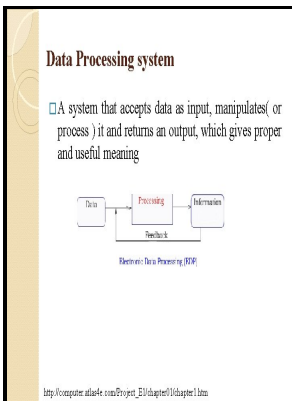 Data Processing system
A system that accepts data as input, manipulates( or
process ) it and returns an output, which gives proper
and useful meaning
Data
Processing
Information
Feedback
Electronic Data Processing (EDP)
http://computer.atlas4e.com/Project_E1/chapter01/chapter1.htm